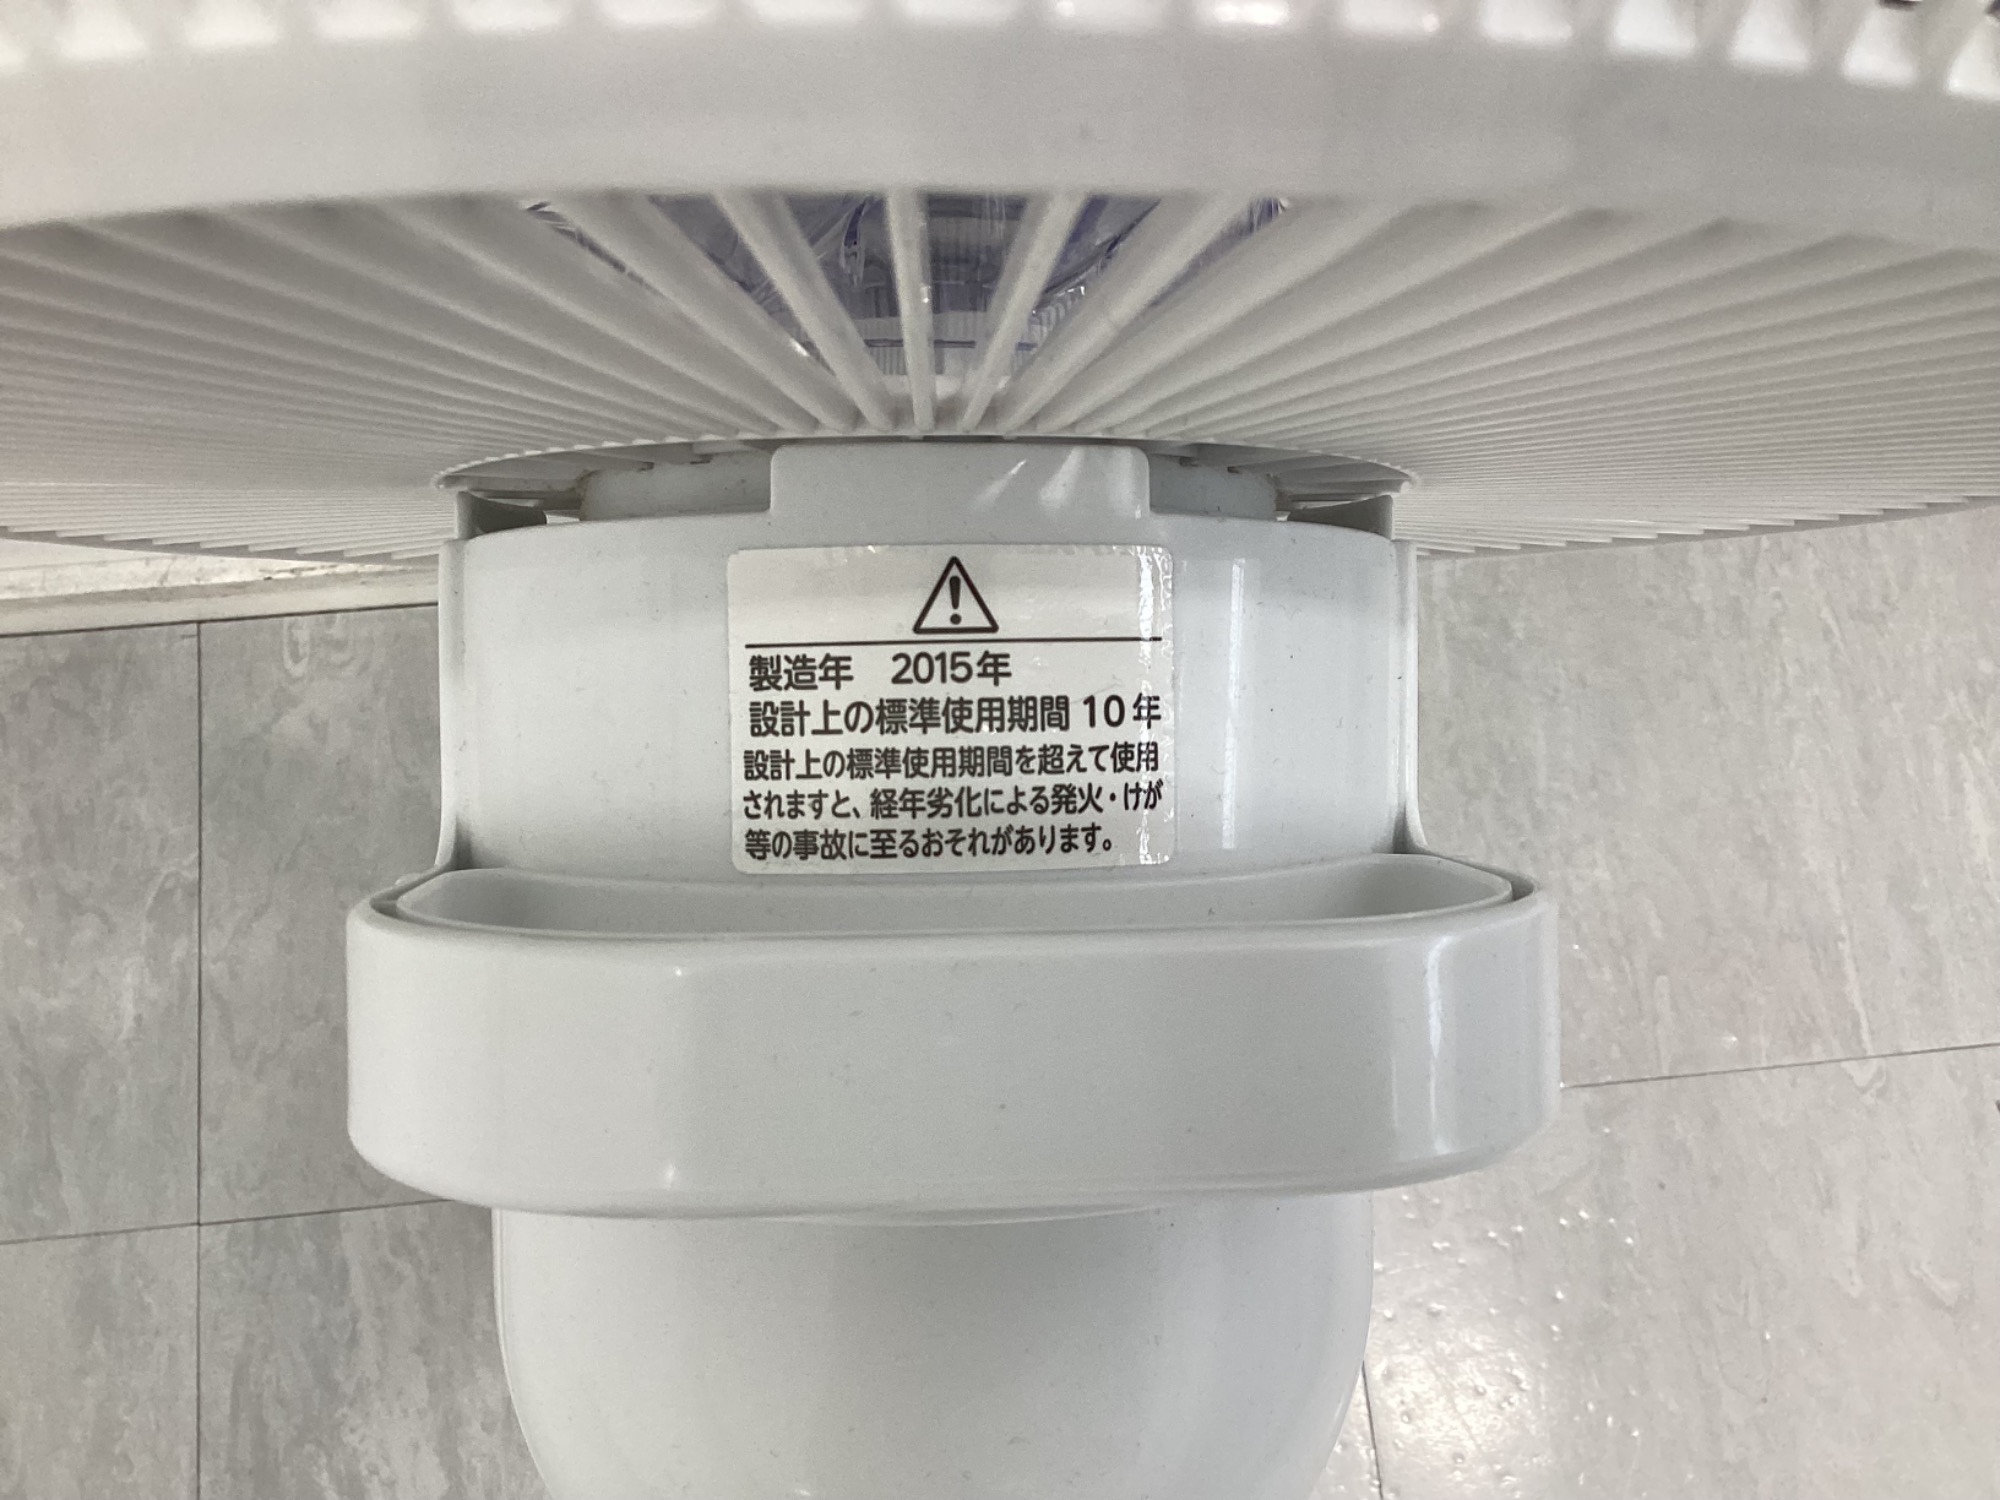 製造年 2015年
設計上の標準使用期間 10年
設計上の標準使用期間を超えて使用
されますと、経年劣化による発火・けが
等の事故に至るおそれがあります。